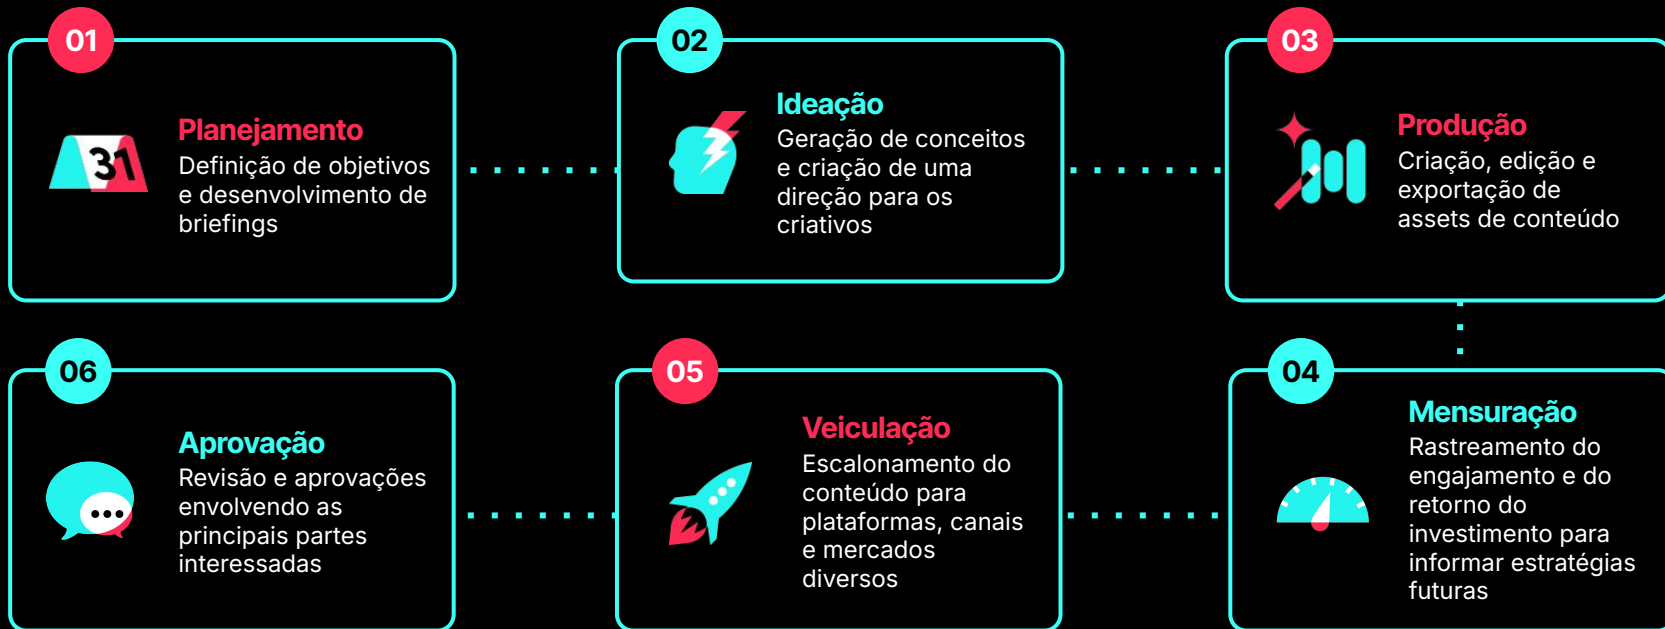 01
Planejamento
Definição de objetivos
e desenvolvimento de
briefings
02
Ideação
Geração de conceitos
e criação de uma
direção para os
criativos
03
Produção
Criação, edição e
exportação de
assets de conteúdo
04
Mensuração
Rastreamento do
engajamento e do
retorno do
investimento para
informar estratégias
futuras
05
Veiculação
Escalonamento do
conteúdo para
plataformas, canais
e mercados
diversos
06
Aprovação
Revisão e aprovações
envolvendo as
principais partes
interessadas
31